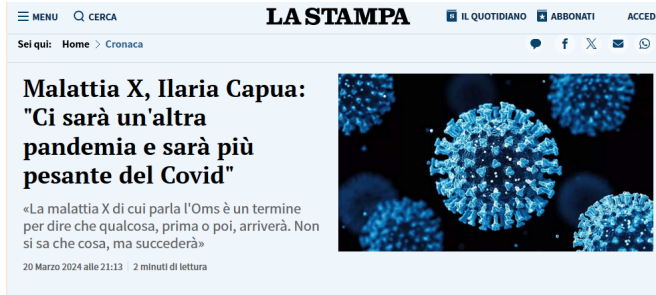 MENU CERCA LA STAMPA IL QUOTIDIANO ABBONATI ACCED
Sei qui: Home > Cronaca
Malattia X, Ilaria Capua:
"Ci sarà un'altra
pandemia e sarà più
pesante del Covid"
«La malattia X di cui parla l'Oms è un termine
per dire che qualcosa, prima o poi, arriverà. Non
si sa che cosa, ma succederà»
20 Marzo 2024 alle 21:13 2 minuti di lettura